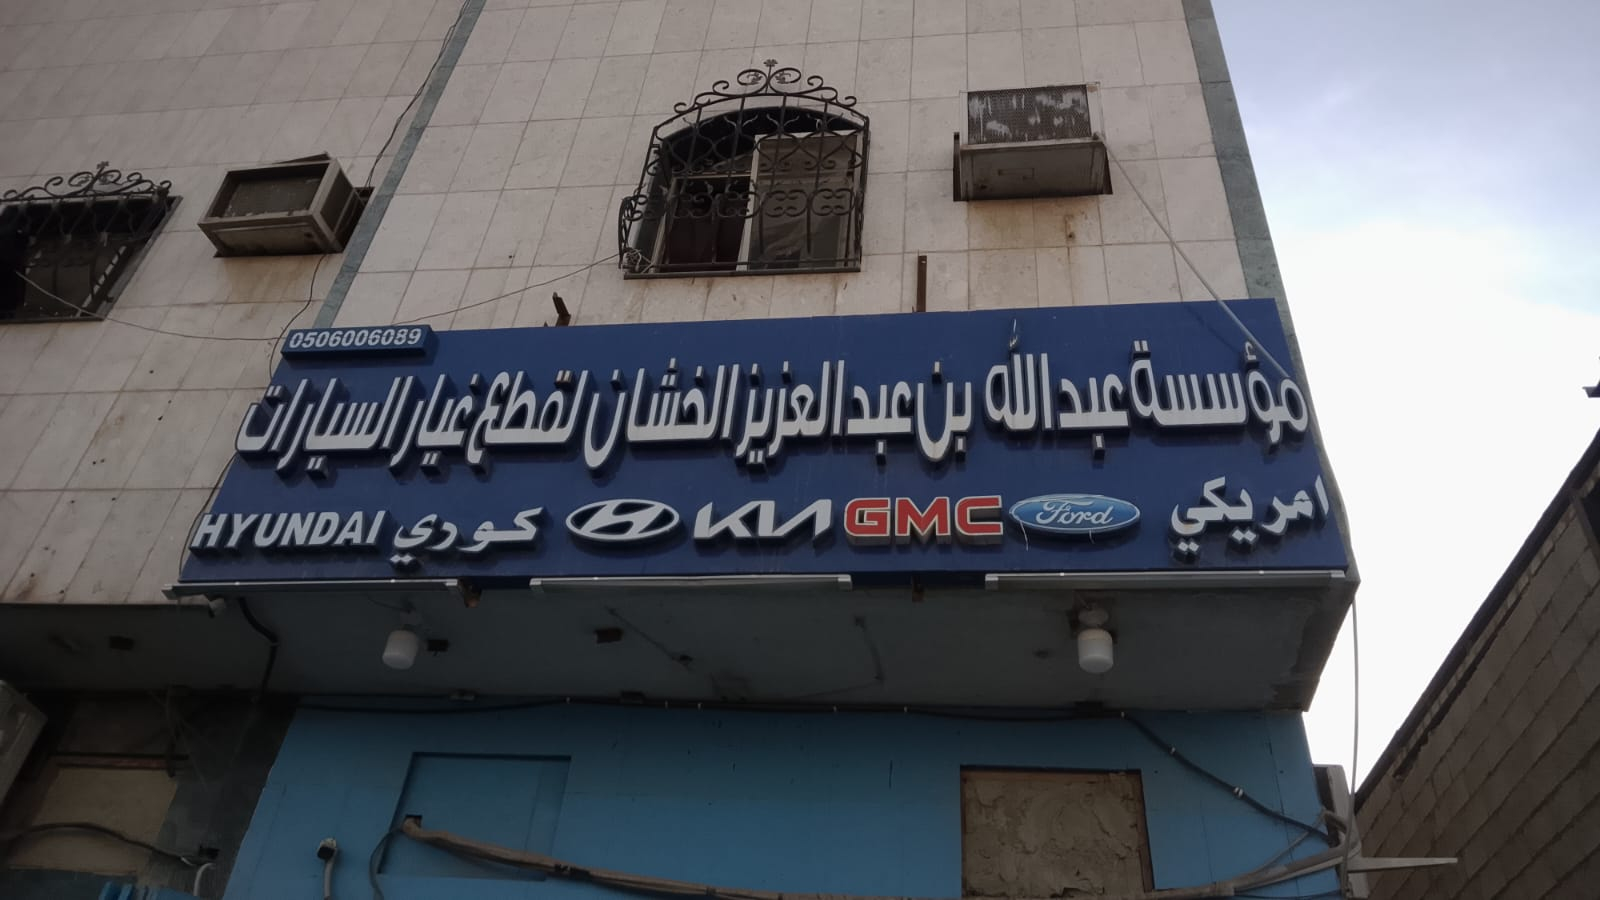 0506006089
مؤسسة عبدالله بن عبدالعزيز الخشان لقطع غيار السيارات
امريكي Ford GMC KIA كوري HYUNDAI